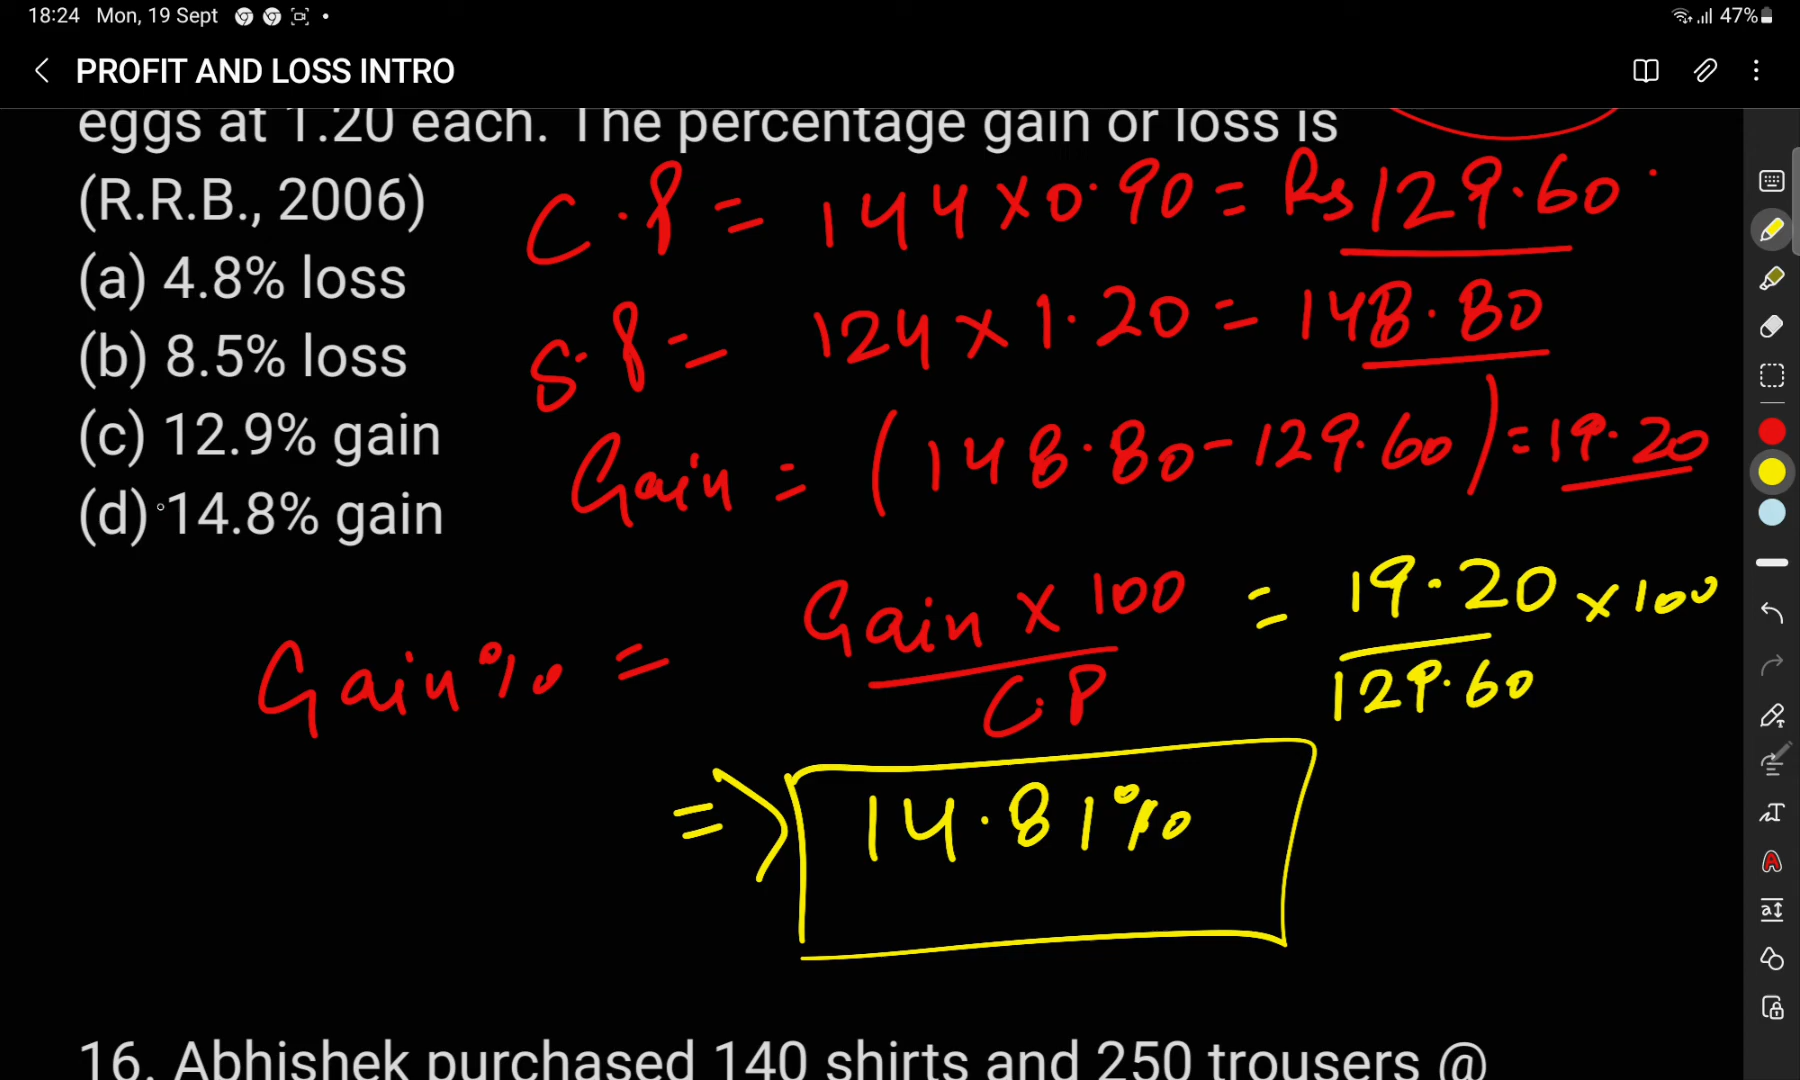 18:24 Mon, 19 Sept 47%
PROFIT AND LOSS INTRO
eggs at 1.20 each. The percentage gain or loss is
(R.R.B., 2006)
C.P = 144 x 0.90 = Rs 129.60
(a) 4.8% loss
S.P = 124 x 1.20 = 148.80
(b) 8.5% loss
(c) 12.9% gain
Gain = (148.80 - 129.60) = 19.20
(d) 14.8% gain
Gain % = Gain x 100 / C.P = 19.20 / 129.60 x 100
=> 14.81%
16. Abhishek purchased 140 shirts and 250 trousers @